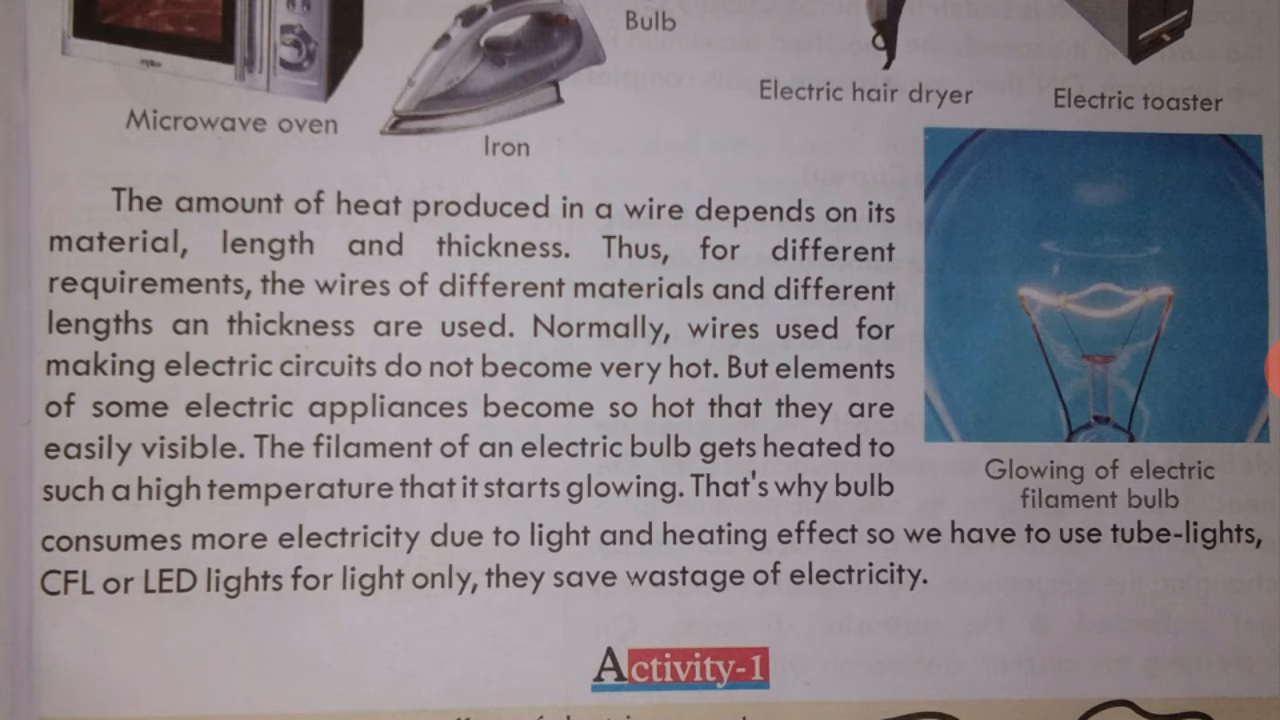 Bulb
Electric hair dryer
Electric toaster
Microwave oven
Iron
The amount of heat produced in a wire depends on its
material, length and thickness. Thus, for different
requirements, the wires of different materials and different
lengths an thickness are used. Normally, wires used for
making electric circuits do not become very hot. But elements
of some electric appliances become so hot that they are
easily visible. The filament of an electric bulb gets heated to
such a high temperature that it starts glowing. That's why bulb
consumes more electricity due to light and heating effect so we have to use tube-lights,
CFL or LED lights for light only, they save wastage of electricity.
Glowing of electric
filament bulb
Activity-1